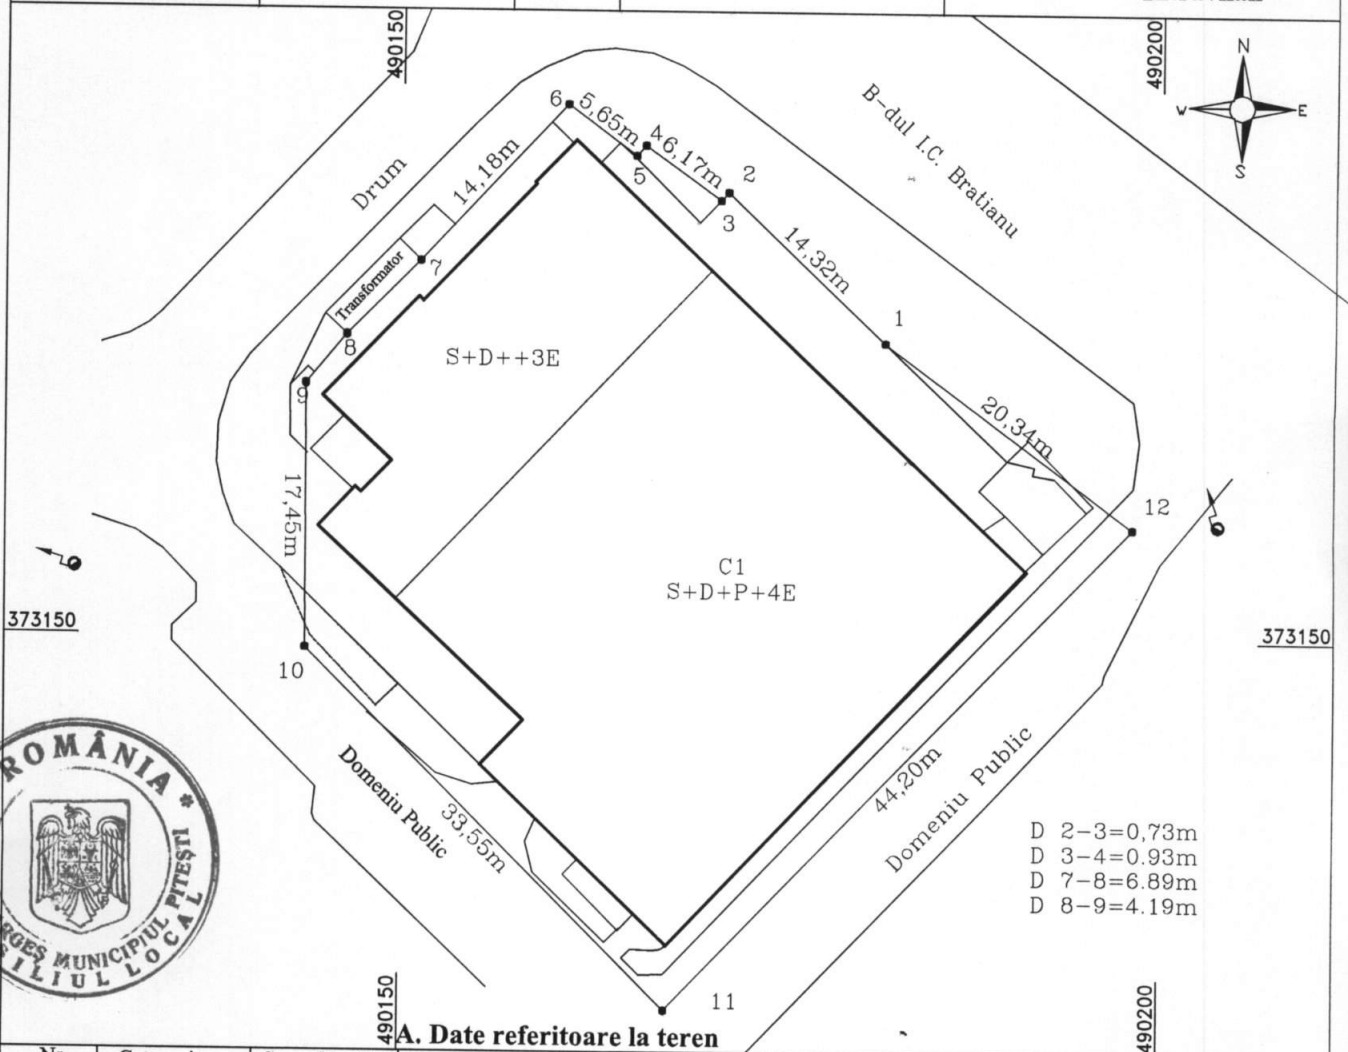 490150
490200
N
W
E
S
B-dul I.C. Bratianu
Drum
6
5,65m
4
6,17m
5
2
3
14,18m
14,32m
7
Transformator
8
9
1
S+D++3E
20,34m
12
17,45m
C1
S+D+P+4E
373150
373150
10
ROMÂNIA *
MUNICIPIUL PITEȘTI
LOCAL
Domeniu Public
33,55m
44,20m
Domeniu Public
D 2-3=0,73m
D 3-4=0.93m
D 7-8=6.89m
D 8-9=4.19m
11
490150
490200
A. Date referitoare la teren